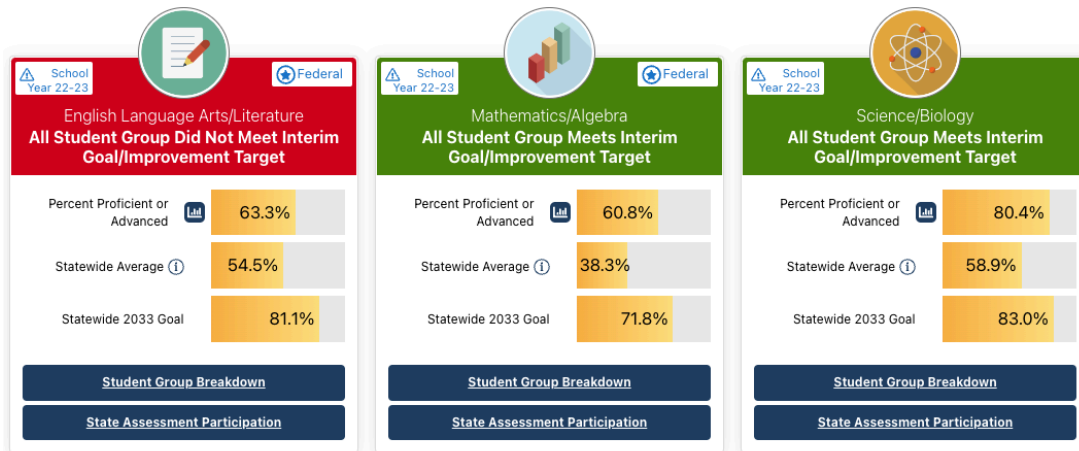 School
Year 22-23
Federal
English Language Arts/Literature
All Student Group Did Not Meet Interim
Goal/Improvement Target
Percent Proficient or
Advanced
63.3%
Statewide Average
54.5%
Statewide 2033 Goal
81.1%
Student Group Breakdown
State Assessment Participation
School
Year 22-23
Federal
Mathematics/Algebra
All Student Group Meets Interim
Goal/Improvement Target
Percent Proficient or
Advanced
60.8%
Statewide Average
38.3%
Statewide 2033 Goal
71.8%
Student Group Breakdown
State Assessment Participation
School
Year 22-23
Science/Biology
All Student Group Meets Interim
Goal/Improvement Target
Percent Proficient or
Advanced
80.4%
Statewide Average
58.9%
Statewide 2033 Goal
83.0%
Student Group Breakdown
State Assessment Participation